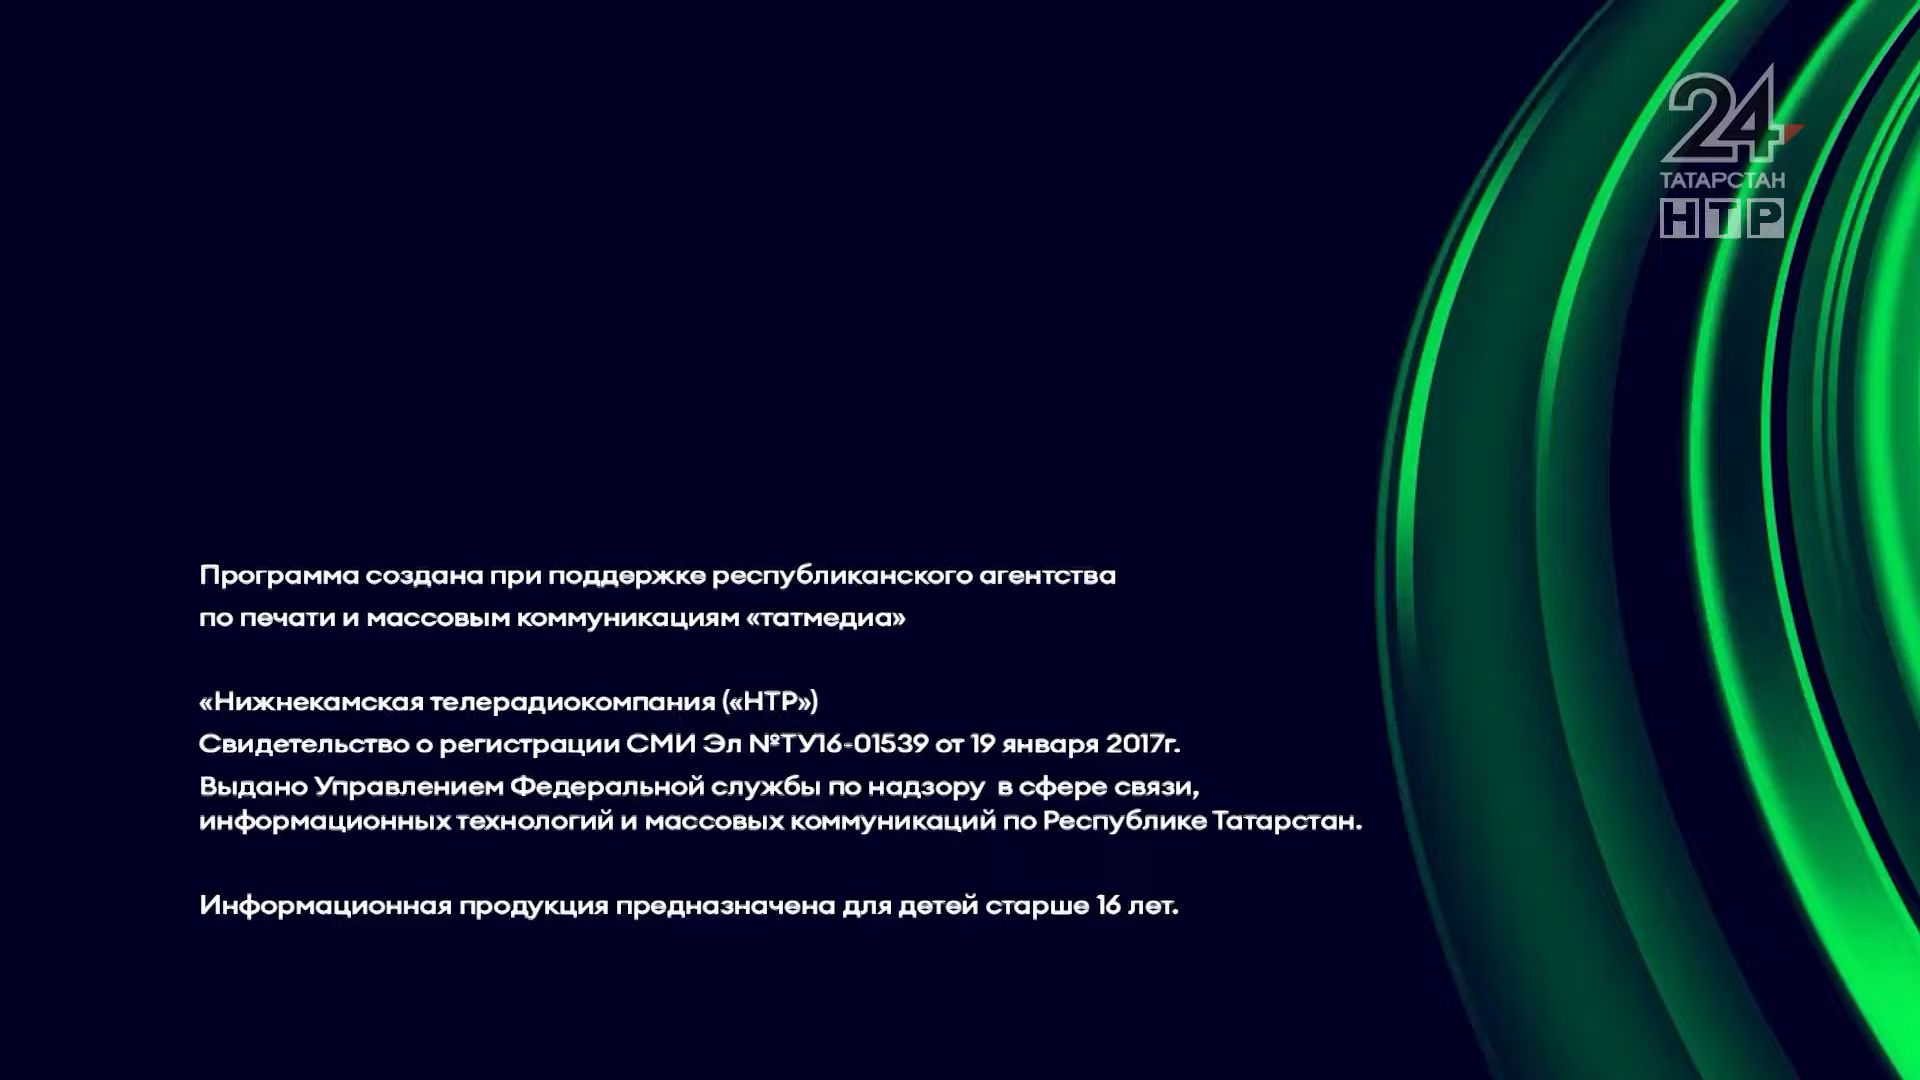 24
ТАТАРСТАН
НТР
Программа создана при поддержке республиканского агентства
по печати и массовым коммуникациям «татмедиа»
«Нижнекамская телерадиокомпания («НТР»)
Свидетельство о регистрации СМИ Эл №ТУ16-01539 от 19 января 2017г.
Выдано Управлением Федеральной службы по надзору  в сфере связи,
информационных технологий и массовых коммуникаций по Республике Татарстан.
Информационная продукция предназначена для детей старше 16 лет.